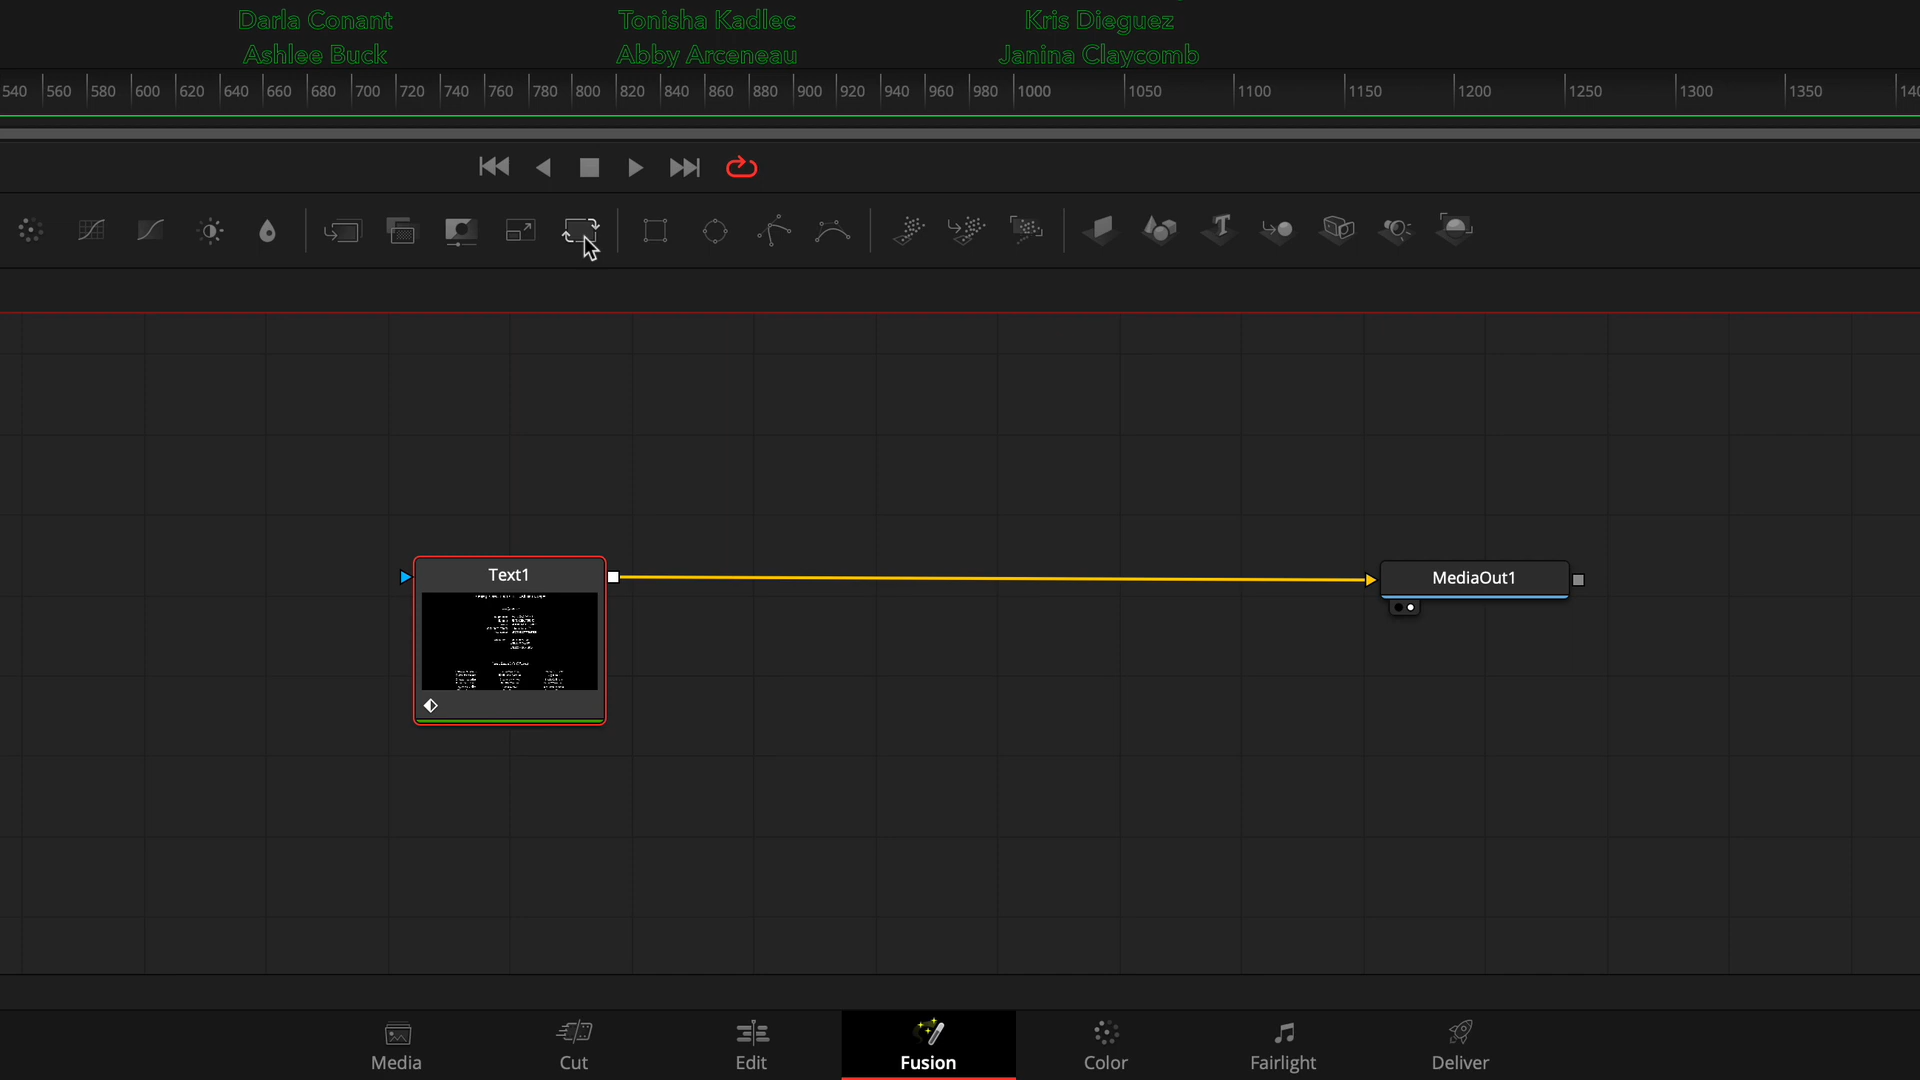 Darla Conant Tonisha Kadlec Kris Dieguez
Ashlee Buck Abby Arceneau Janina Claycomb
540 560 580 600 620 640 660 680 700 720 740 760 780 800 820 840 860 880 900 920 940 960 980 1000 1050 1100 1150 1200 1250 1300 1350
Text1
MediaOut1
Media Cut Edit Fusion Color Fairlight Deliver